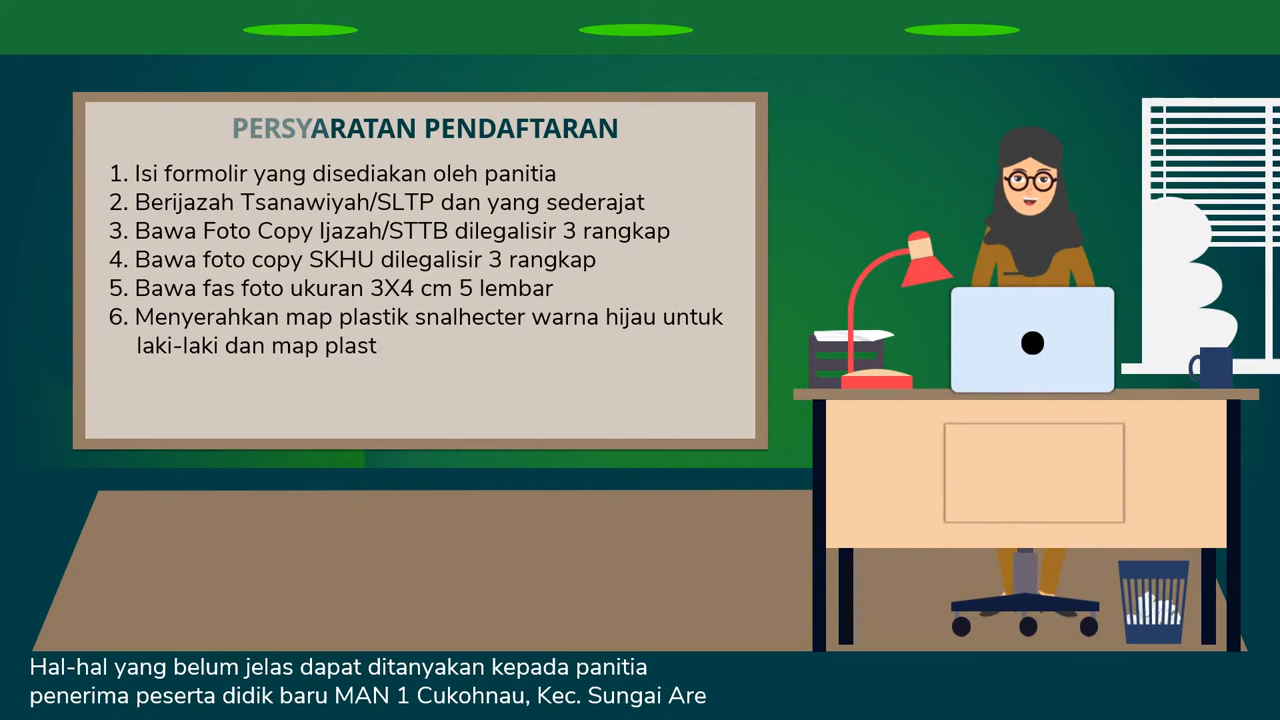 PERSYARATAN PENDAFTARAN
1. Isi formolir yang disediakan oleh panitia
2. Berijazah Tsanawiyah/SLTP dan yang sederajat
3. Bawa Foto Copy Ijazah/STTB dilegalisir 3 rangkap
4. Bawa foto copy SKHU dilegalisir 3 rangkap
5. Bawa fas foto ukuran 3X4 cm 5 lembar
6. Menyerahkan map plastik snalhecter warna hijau untuk
laki-laki dan map plast
Hal-hal yang belum jelas dapat ditanyakan kepada panitia
penerima peserta didik baru MAN 1 Cukohnau, Kec. Sungai Are